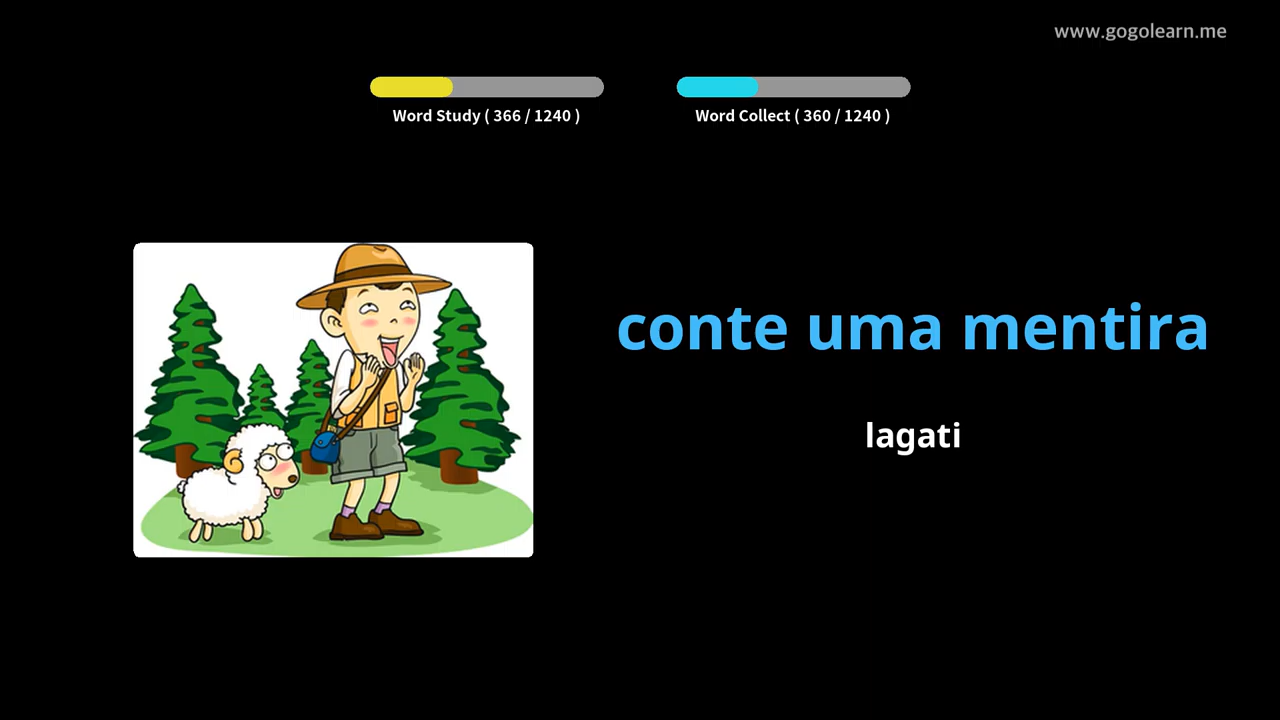 www.gogolearn.me
Word Study ( 366 / 1240 )
Word Collect ( 360 / 1240 )
conte uma mentira
lagati